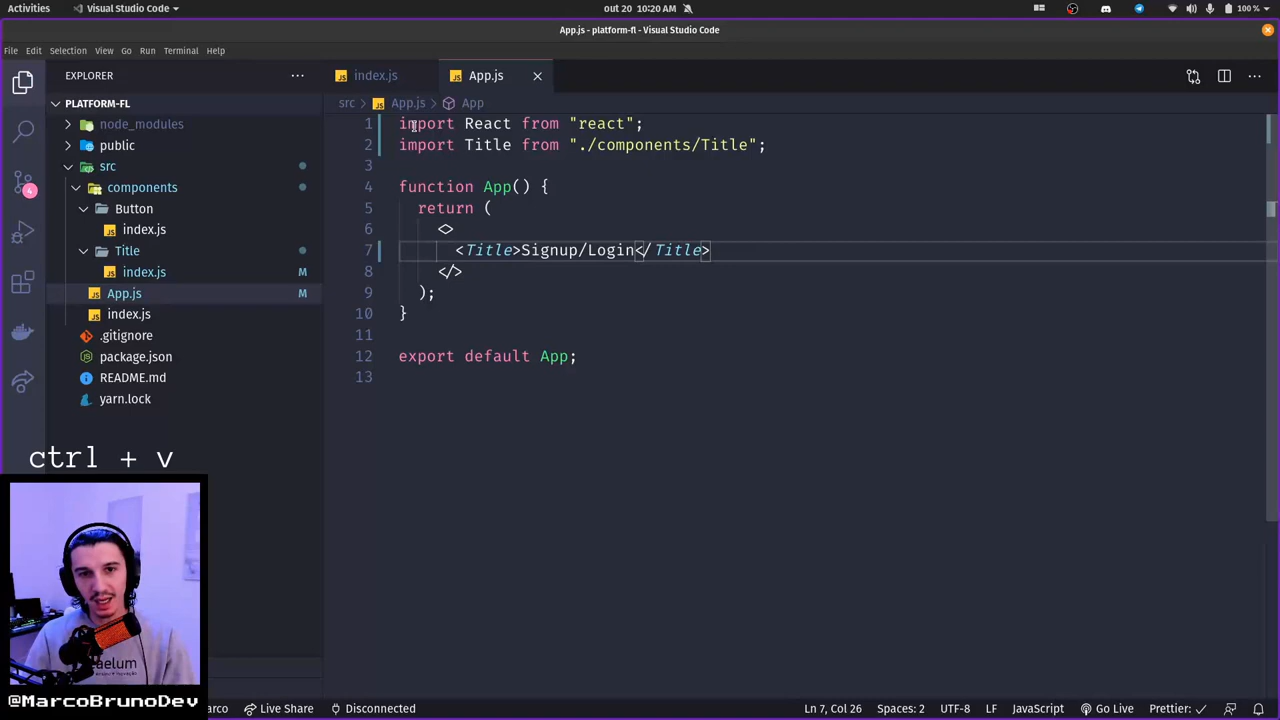 Activities
Visual Studio Code
out 20 10:20 AM
100 %
App.js - platform-fl - Visual Studio Code
File Edit Selection View Go Run Terminal Help
EXPLORER
index.js
App.js
PLATFORM-FL
src > App.js > App
node_modules
public
src
components
Button
index.js
Title
index.js M
App.js M
index.js
.gitignore
package.json
README.md
yarn.lock
4
1 import React from "react";
2 import Title from "./components/Title";
3
4 function App() {
5 return (
6 <>
7 <Title>Signup/Login</Title>
8 </>
9 );
10 }
11
12 export default App;
13
ctrl + v
aelum
@MarcoBrunoDev
Live Share
Disconnected
Ln 7, Col 26
Spaces: 2
UTF-8
LF
JavaScript
Go Live
Prettier: ✓